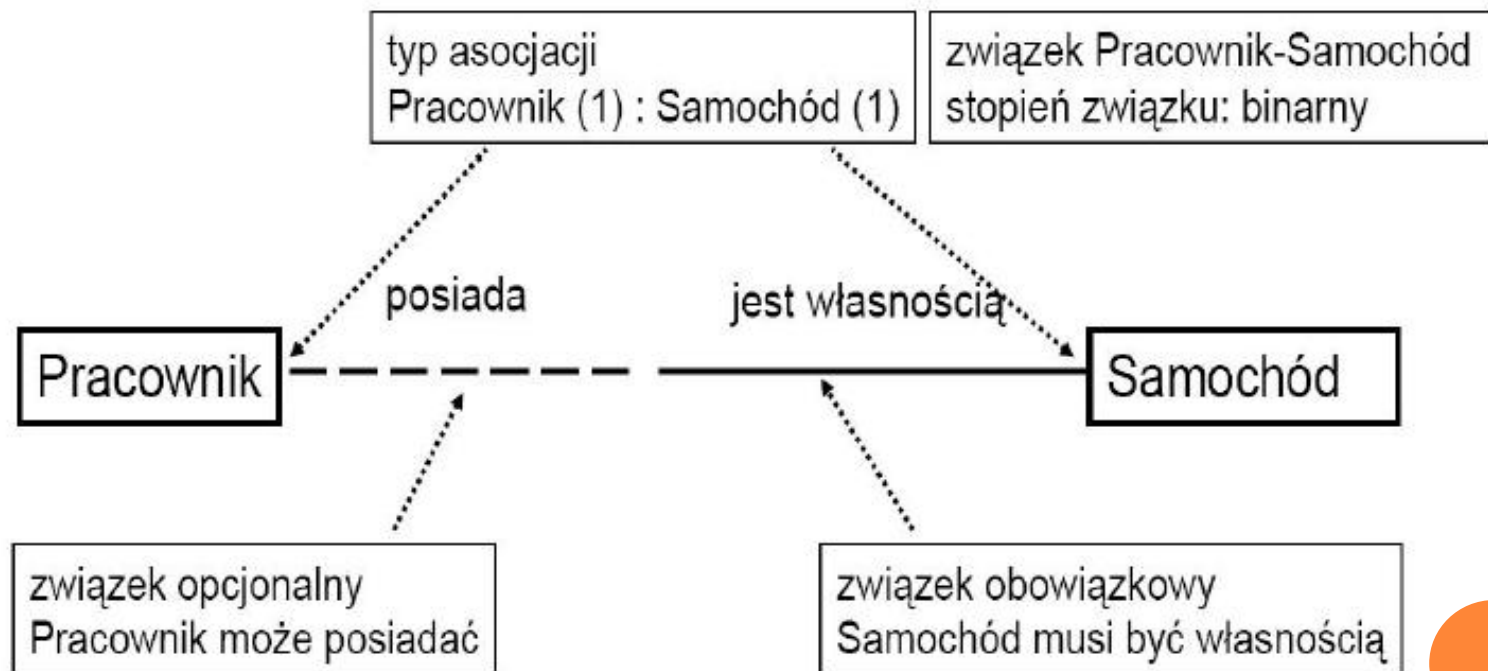 typ asocjacji
Pracownik (1) : Samochód (1)
związek Pracownik-Samochód
stopień związku: binarny
posiada
jest własnością
Pracownik
Samochód
związek opcjonalny
Pracownik może posiadać
związek obowiązkowy
Samochód musi być własnością